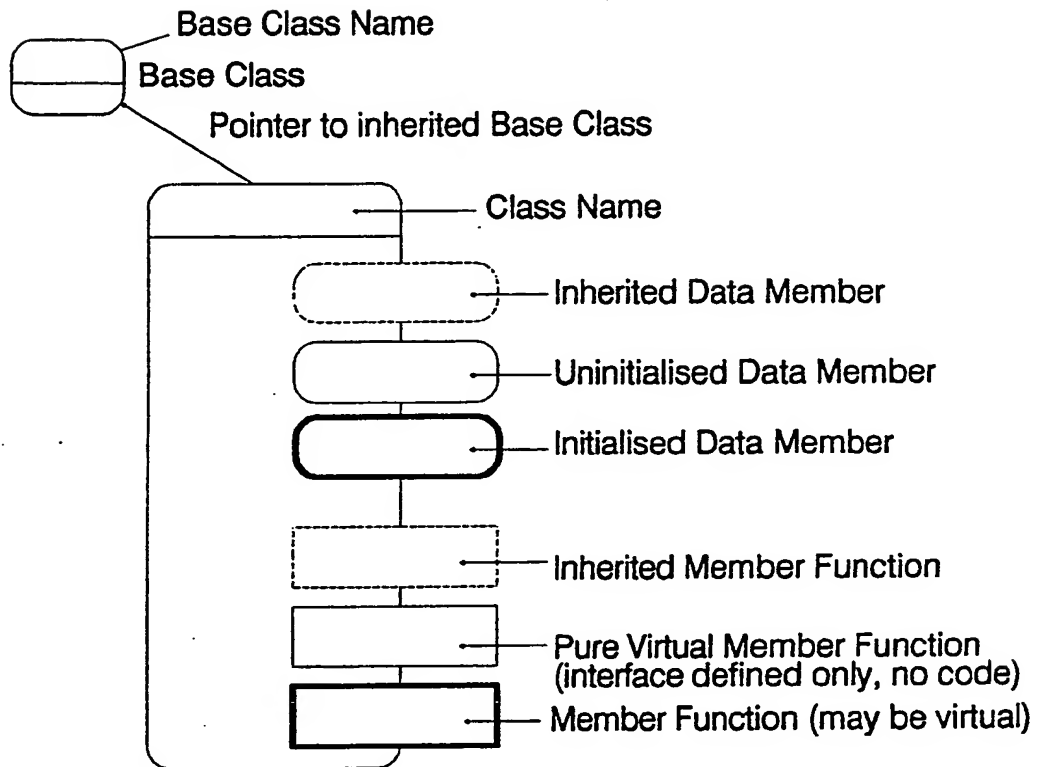 Base Class Name
Base Class
Pointer to inherited Base Class
Class Name
Inherited Data Member
Uninitialised Data Member
Initialised Data Member
Inherited Member Function
Pure Virtual Member Function
(interface defined only, no code)
Member Function (may be virtual)